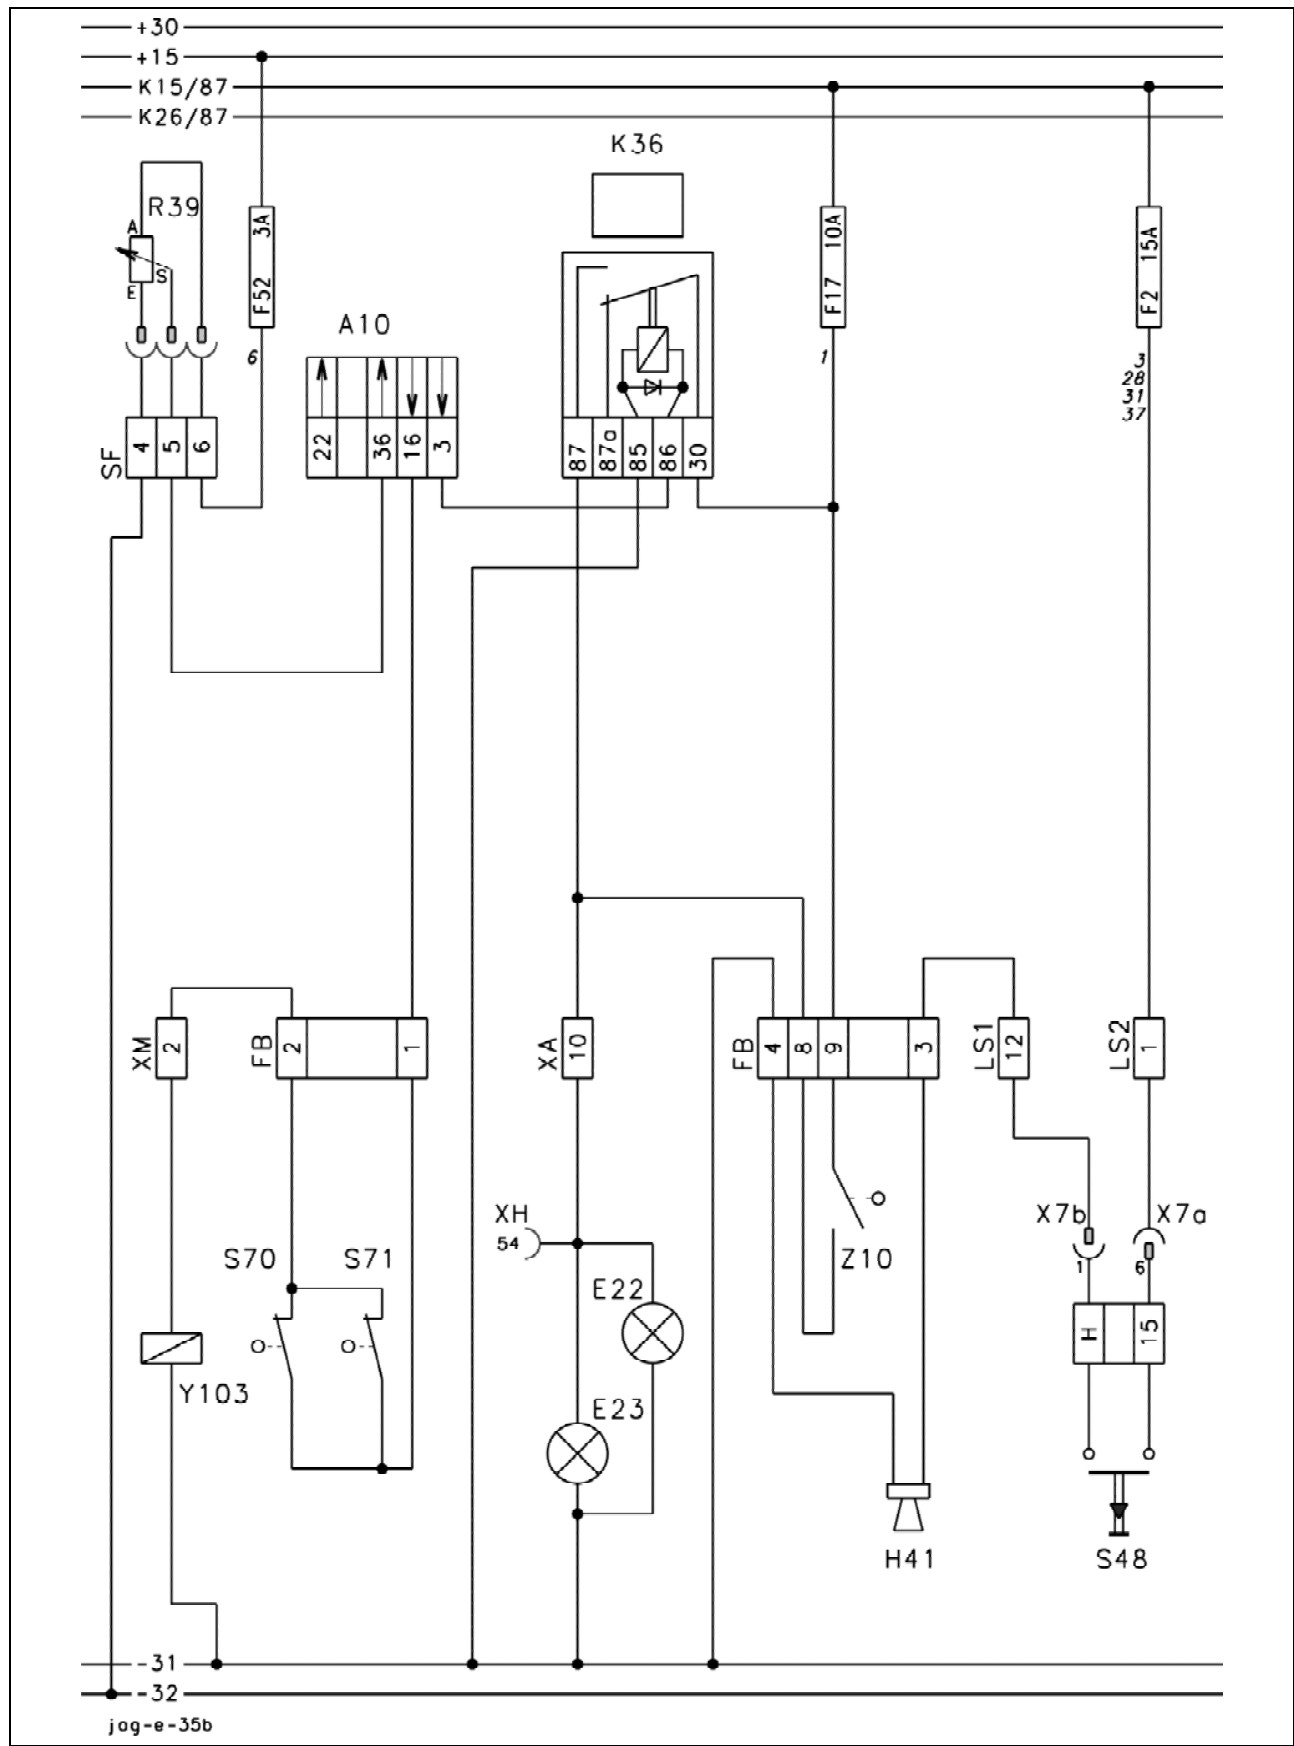 +30
+15
K15/87
K26/87
K36
R39
A
S
E
F52 3A
F17 10A
F2 15A
A10
6
1
3
28
31
37
SF 4 5 6
22 36 16 3
87 87a 85 86 30
XM 2
FB 2 1
XA 10
FB 4 8 9 3
LS1 12
LS2 1
XH
54
X7b X7a
1 6
S70 S71
Z10
E22
H 15
Y103
E23
H41
S48
-31
-32
jag-e-35b